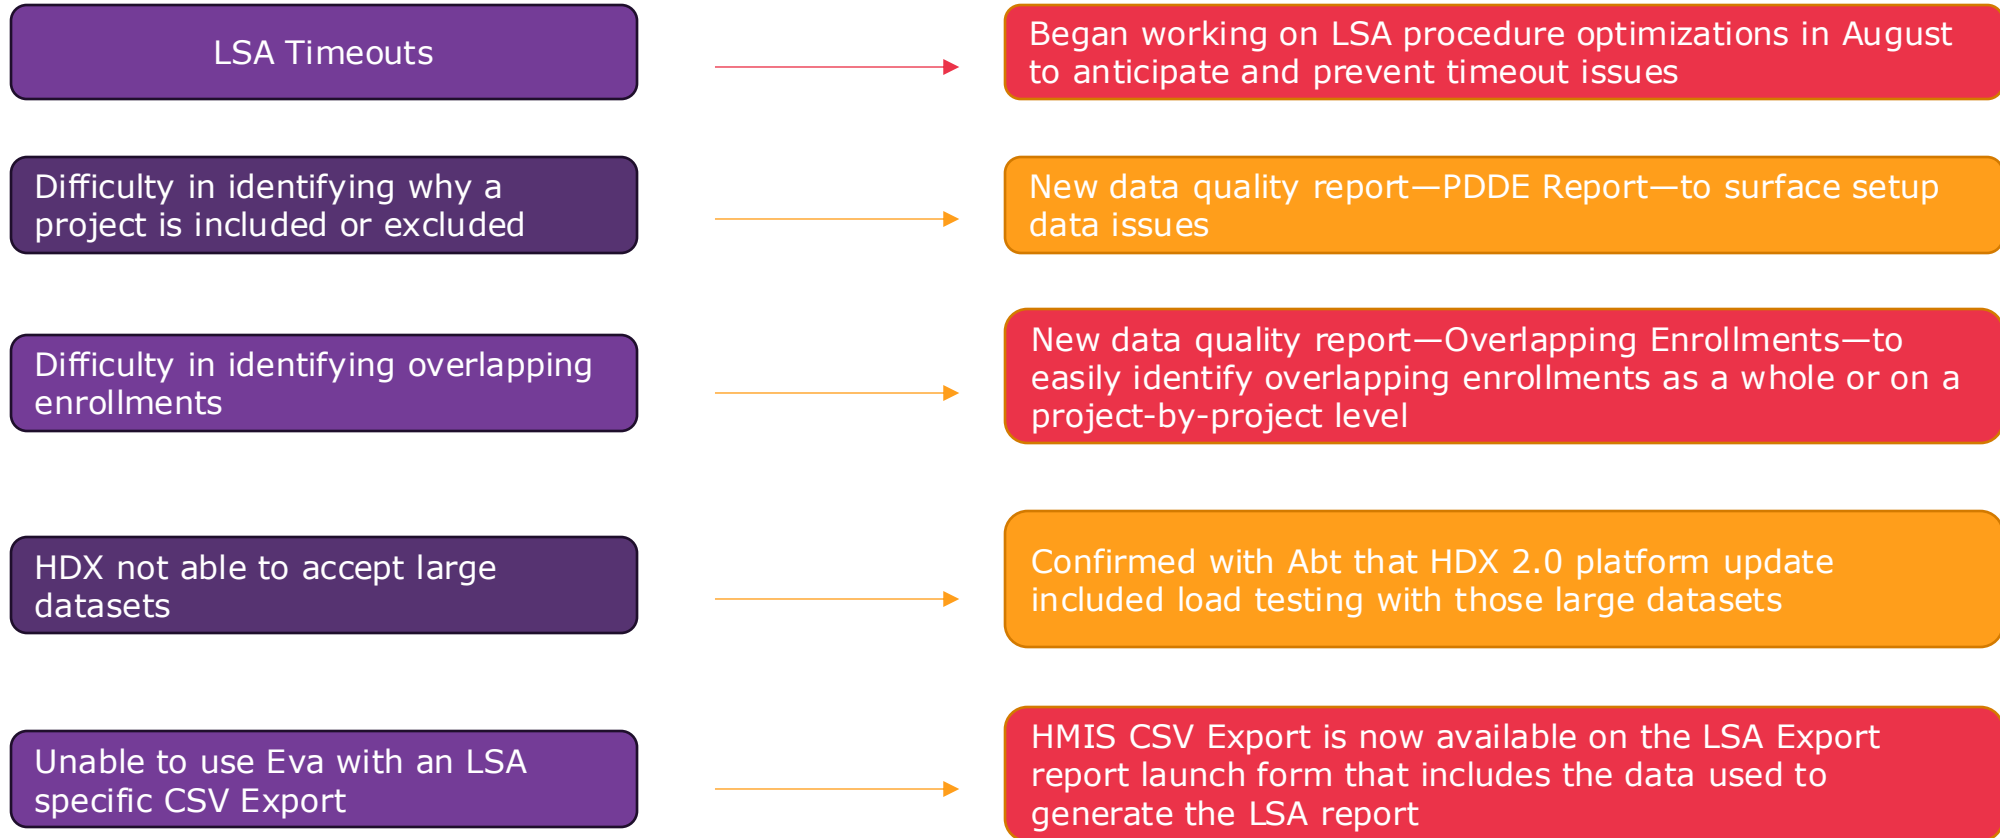 LSA Timeouts
Began working on LSA procedure optimizations in August
to anticipate and prevent timeout issues
Difficulty in identifying why a
project is included or excluded
New data quality report—PDDE Report—to surface setup
data issues
Difficulty in identifying overlapping
enrollments
New data quality report—Overlapping Enrollments—to
easily identify overlapping enrollments as a whole or on a
project-by-project level
HDX not able to accept large
datasets
Confirmed with Abt that HDX 2.0 platform update
included load testing with those large datasets
Unable to use Eva with an LSA
specific CSV Export
HMIS CSV Export is now available on the LSA Export
report launch form that includes the data used to
generate the LSA report